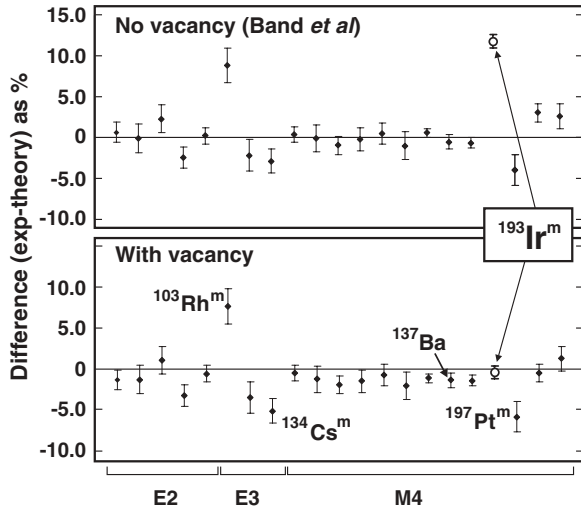 Difference (exp-theory) as %
No vacancy (Band et al)
15.0
10.0
5.0
0
-5.0
-10.0
¹⁹³Irᵐ
With vacancy
15.0
10.0
5.0
0
-5.0
-10.0
¹⁰³Rhᵐ
¹³⁷Ba
¹³⁴Csᵐ
¹⁹⁷Ptᵐ
E2 E3 M4